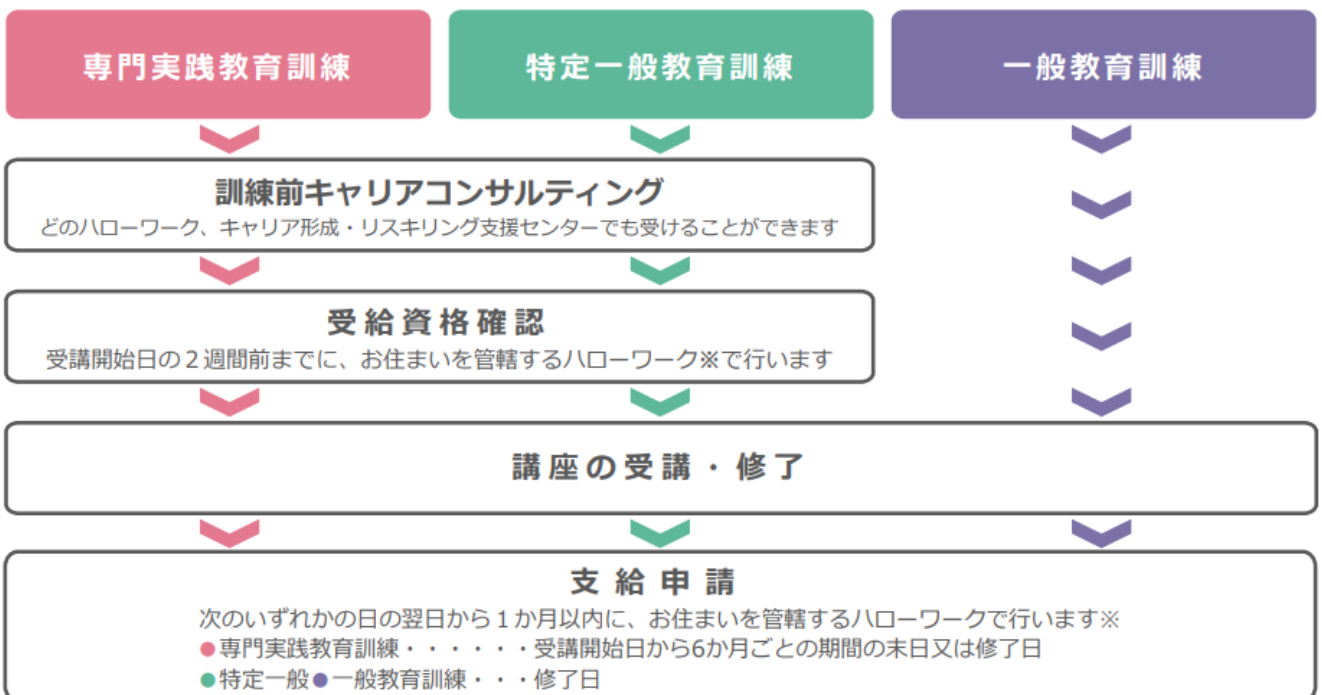 専門実践教育訓練
特定一般教育訓練
一般教育訓練
訓練前キャリアコンサルティング
どのハローワーク、キャリア形成・リスキリング支援センターでも受けることができます
受給資格確認
受講開始日の２週間前までに、お住まいを管轄するハローワーク※で行います
講座の受講・修了
支給申請
次のいずれかの日の翌日から１か月以内に、お住まいを管轄するハローワークで行います※
●専門実践教育訓練・・・・・・受講開始日から6か月ごとの期間の末日又は修了日
●特定一般●一般教育訓練・・・修了日